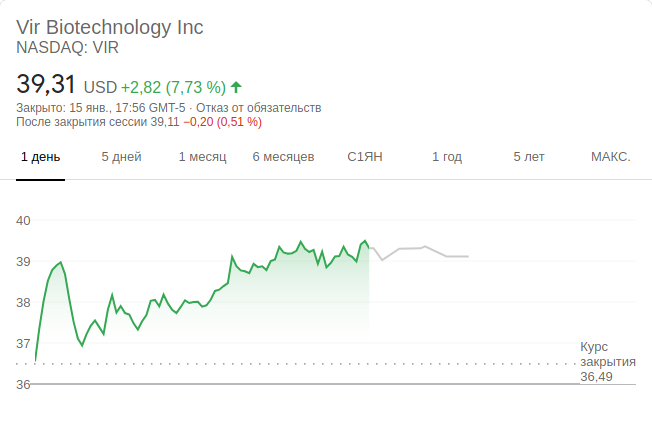 Vir Biotechnology Inc
NASDAQ: VIR
39,31 USD +2,82 (7,73 %)
Закрыто: 15 янв., 17:56 GMT-5 · Отказ от обязательств
После закрытия сессии 39,11 −0,20 (0,51 %)
1 день 5 дней 1 месяц 6 месяцев С1ЯН 1 год 5 лет МАКС.
40
39
38
37
36
Курс
закрытия
36,49